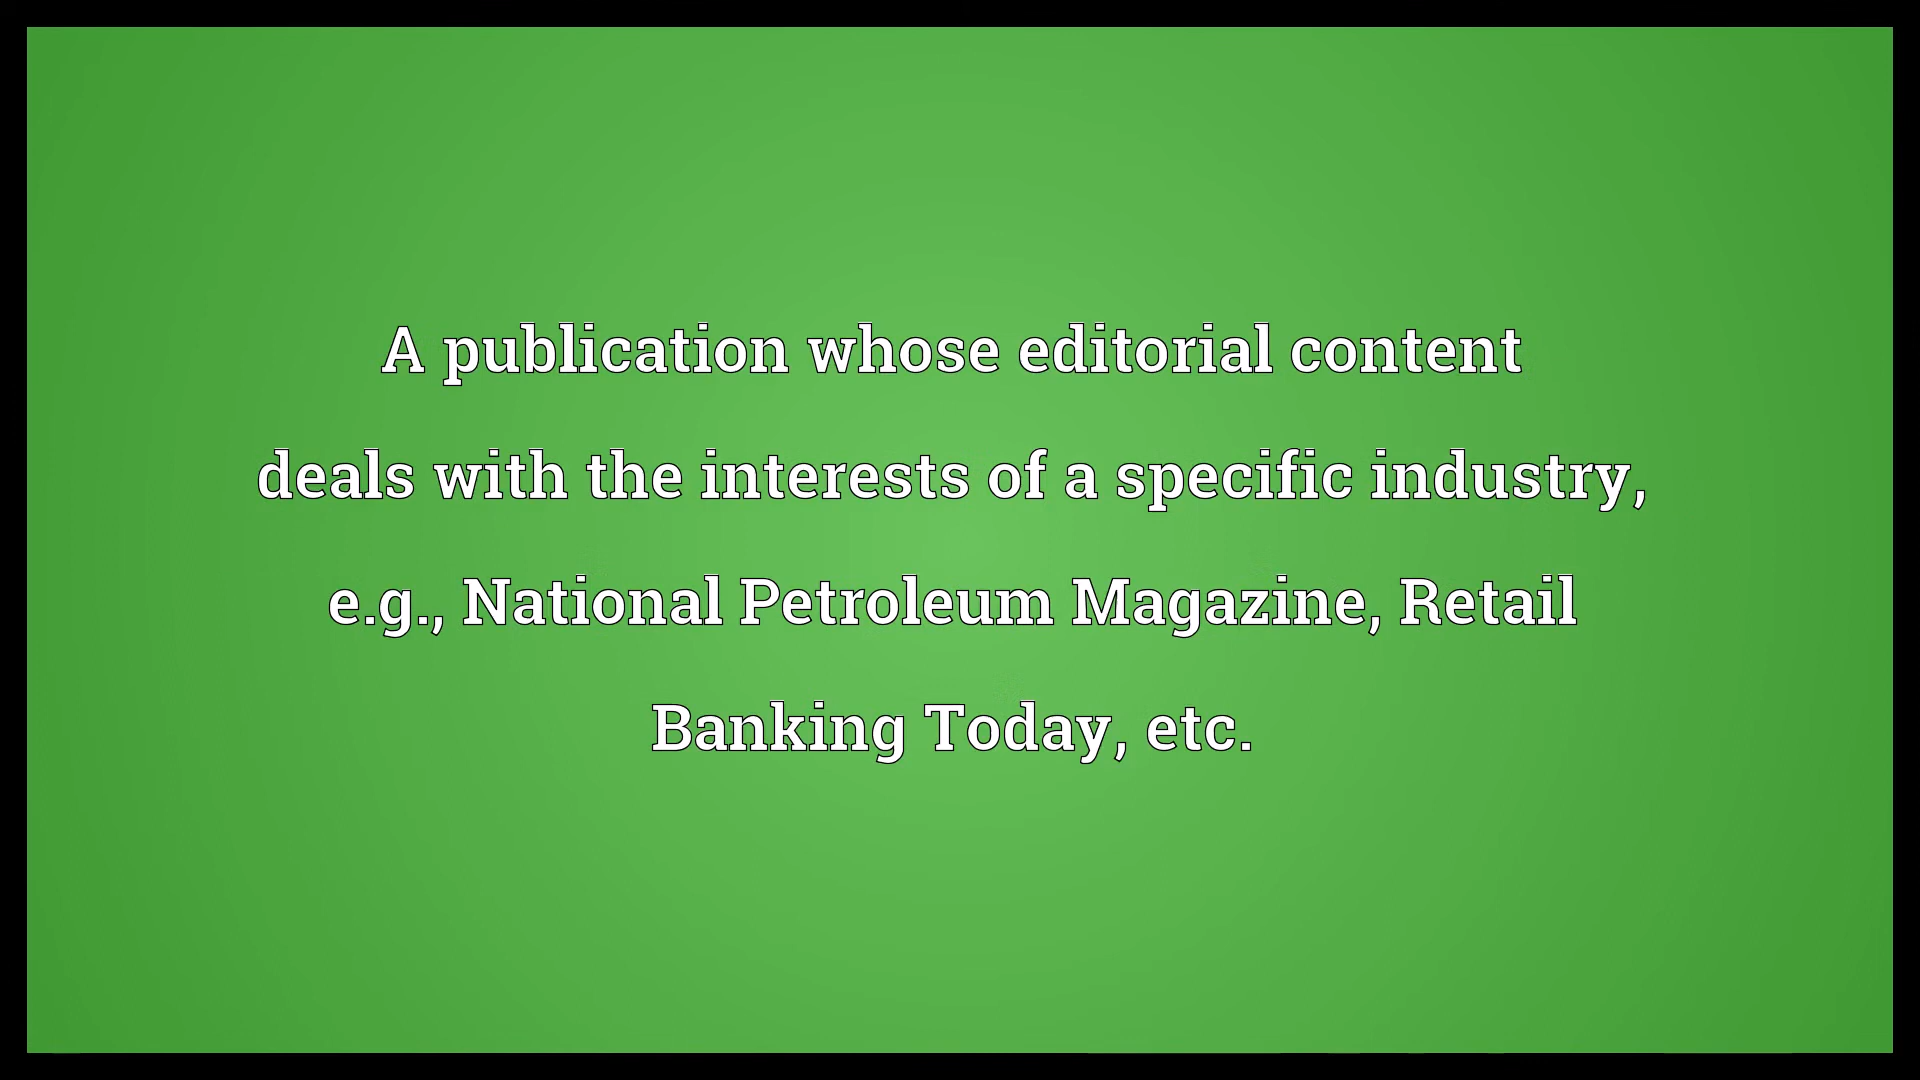 A publication whose editorial content
deals with the interests of a specific industry,
e.g., National Petroleum Magazine, Retail
Banking Today, etc.